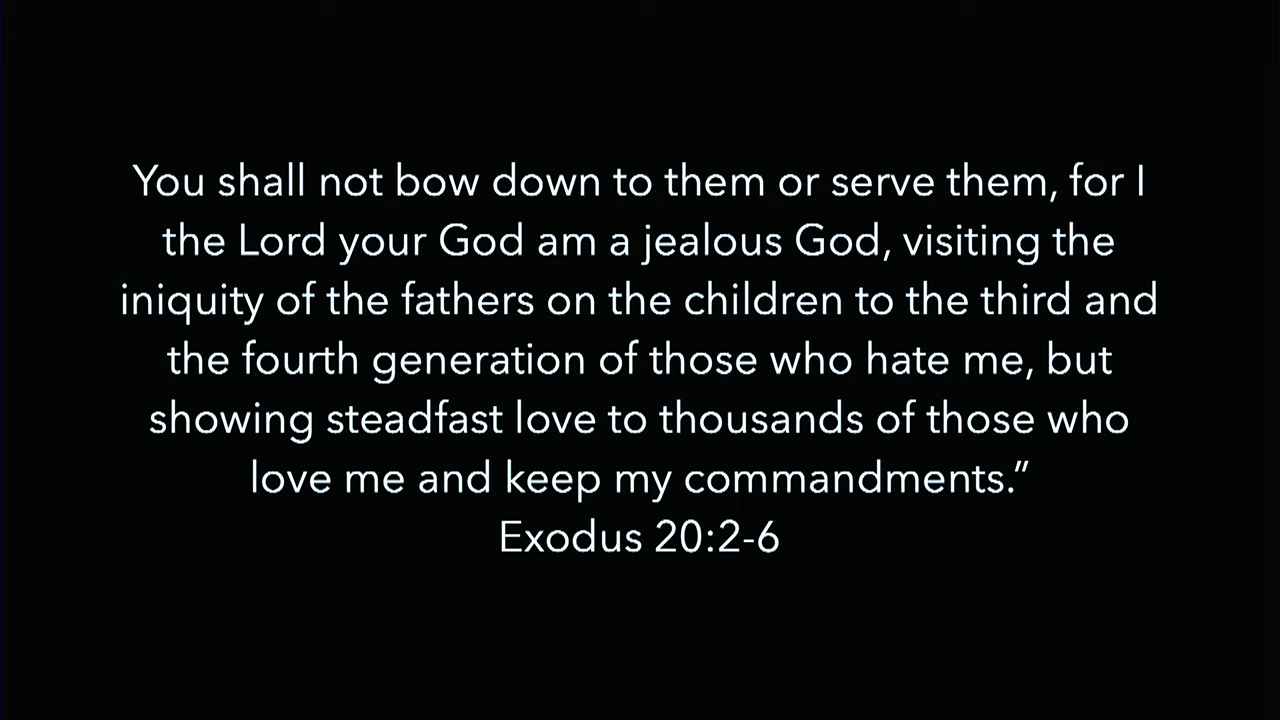 You shall not bow down to them or serve them, for I
the Lord your God am a jealous God, visiting the
iniquity of the fathers on the children to the third and
the fourth generation of those who hate me, but
showing steadfast love to thousands of those who
love me and keep my commandments.”
Exodus 20:2-6